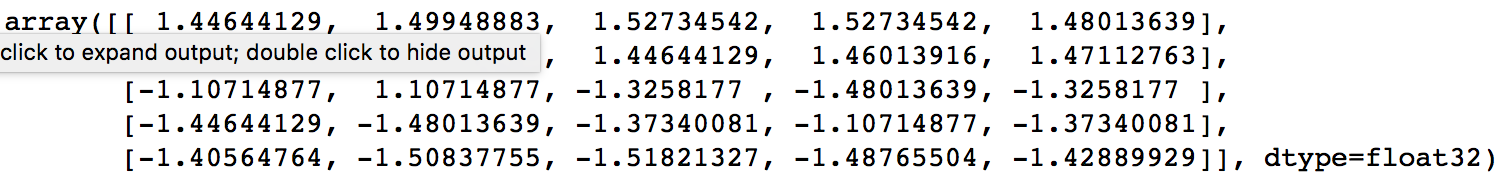 array([[ 1.44644129,  1.49948883,  1.52734542,  1.52734542,  1.48013639],
click to expand output; double click to hide output ,  1.44644129,  1.46013916,  1.47112763],
[-1.10714877,  1.10714877, -1.3258177 , -1.48013639, -1.3258177 ],
[-1.44644129, -1.48013639, -1.37340081, -1.10714877, -1.37340081],
[-1.40564764, -1.50837755, -1.51821327, -1.48765504, -1.42889929]], dtype=float32)